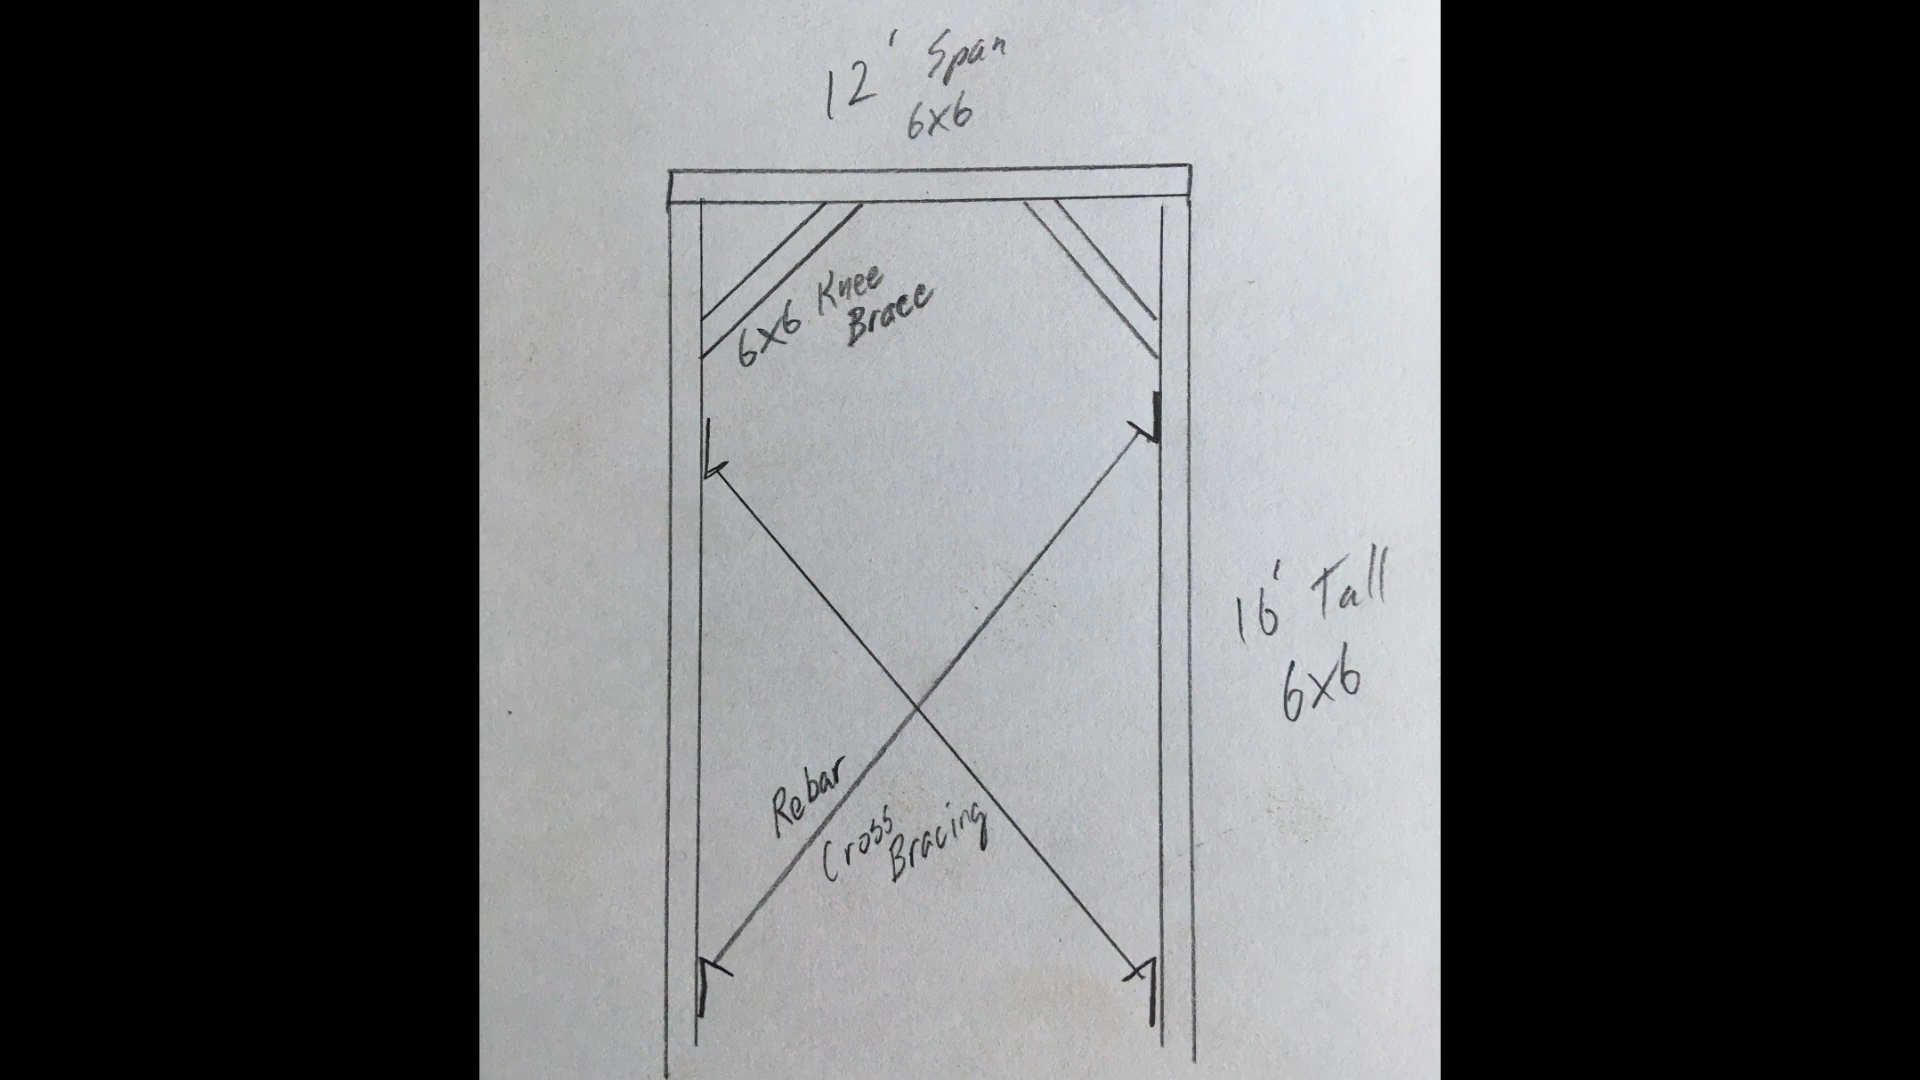 12' Span
6x6
6x6 Knee
Brace
16' Tall
6x6
Rebar
Cross
Bracing